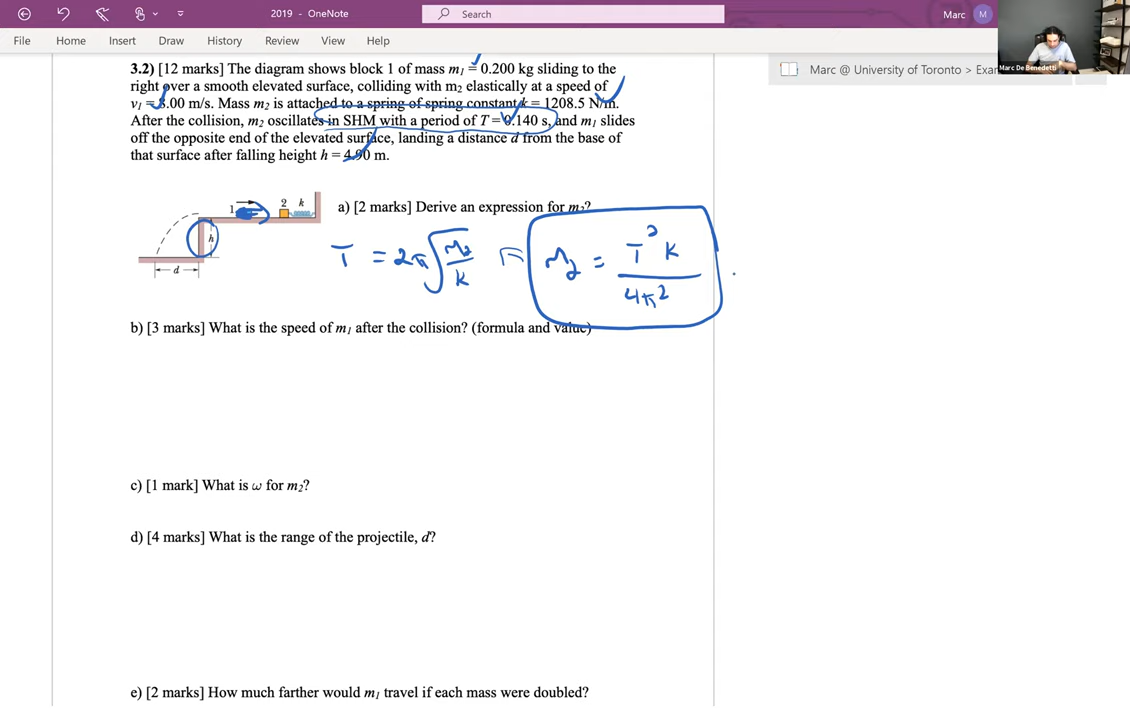 2019 - OneNote
Search
Marc
M
File Home Insert Draw History Review View Help
Marc De Benedetti
Marc @ University of Toronto > Exa
3.2) [12 marks] The diagram shows block 1 of mass m₁ = 0.200 kg sliding to the
right over a smooth elevated surface, colliding with m₂ elastically at a speed of
v₁ = 8.00 m/s. Mass m₂ is attached to a spring of spring constant k = 1208.5 N/m.
After the collision, m₂ oscillates in SHM with a period of T = 0.140 s, and m₁ slides
off the opposite end of the elevated surface, landing a distance d from the base of
that surface after falling height h = 4.90 m.
1 2 k
h
d
a) [2 marks] Derive an expression for m₂?
T = 2π√(m₂/k) m₂ = T²k/4π²
b) [3 marks] What is the speed of m₁ after the collision? (formula and value)
c) [1 mark] What is ω for m₂?
d) [4 marks] What is the range of the projectile, d?
e) [2 marks] How much farther would m₁ travel if each mass were doubled?